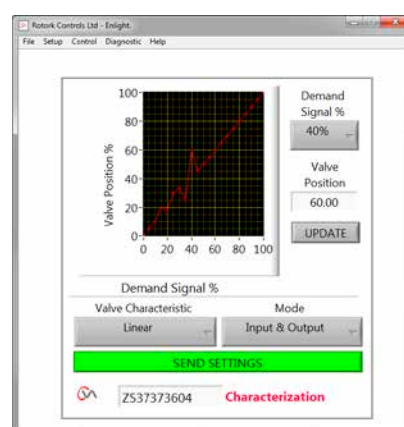 Rotork Controls Ltd - Enlight.
File Setup Control Diagnostic Help
100
80
60
40
20
0
Valve Position %
0 20 40 60 80 100
Demand Signal %
Demand
Signal %
40%
Valve
Position
60.00
UPDATE
Valve Characteristic
Linear
Mode
Input & Output
SEND SETTINGS
ZS37373604
Characterization